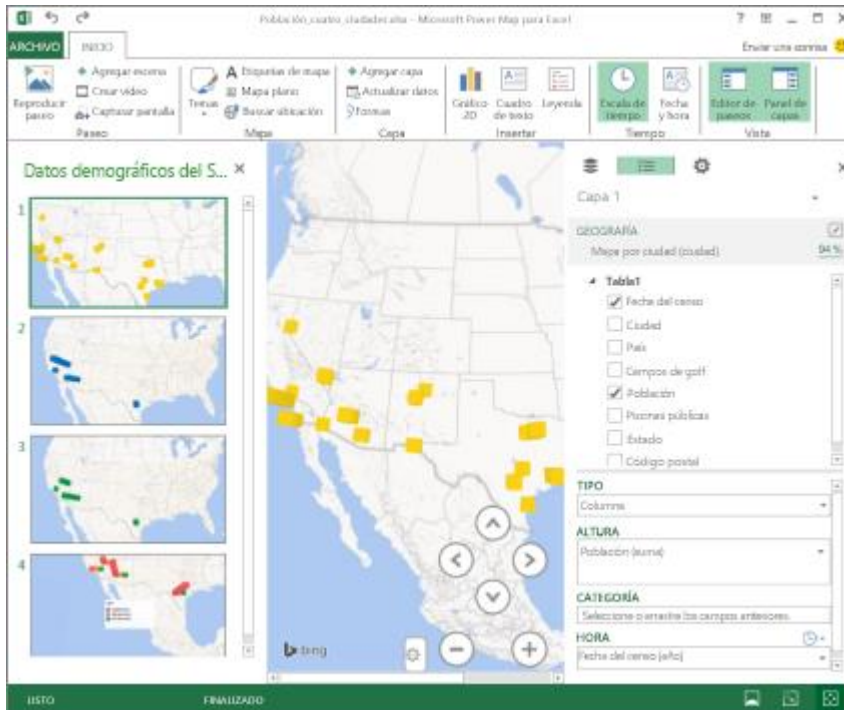 Población_cuatro_ciudades.xlsx - Microsoft Power Map para Excel
ARCHIVO INICIO Enviar una sonrisa
Reproducir paseo
Agregar escena
Crear vídeo
Capturar pantalla
Paseo
Temas
Etiquetas de mapa
Mapa plano
Buscar ubicación
Mapa
Agregar capa
Actualizar datos
Formas
Capa
Gráfico 2D
Cuadro de texto
Leyenda
Insertar
Escala de tiempo
Fecha y hora
Tiempo
Editor de paseos
Panel de capas
Vista
Datos demográficos del S...
1
2
3
4
bing
Capa 1
GEOGRAFÍA
Mapa por ciudad (ciudad) 94 %
Tabla1
Fecha del censo
Ciudad
País
Campos de golf
Población
Piscinas públicas
Estado
Código postal
TIPO
Columna
ALTURA
Población (suma)
CATEGORÍA
Seleccione o arrastre los campos anteriores.
HORA
Fecha del censo (año)
LISTO FINALIZADO